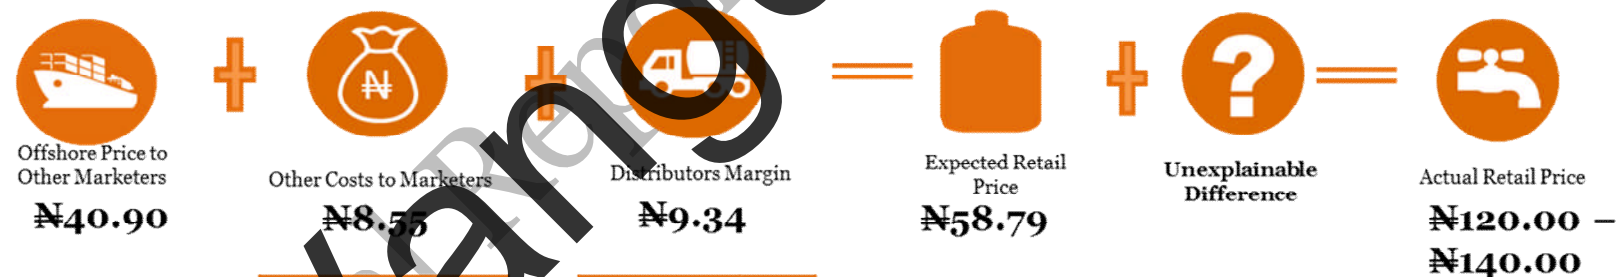 Offshore Price to
Other Marketers
₦40.90
₦
Other Costs to Marketers
₦8.55
Distributors Margin
₦9.34
Expected Retail
Price
₦58.79
?
Unexplainable
Difference
Actual Retail Price
₦120.00 –
₦140.00